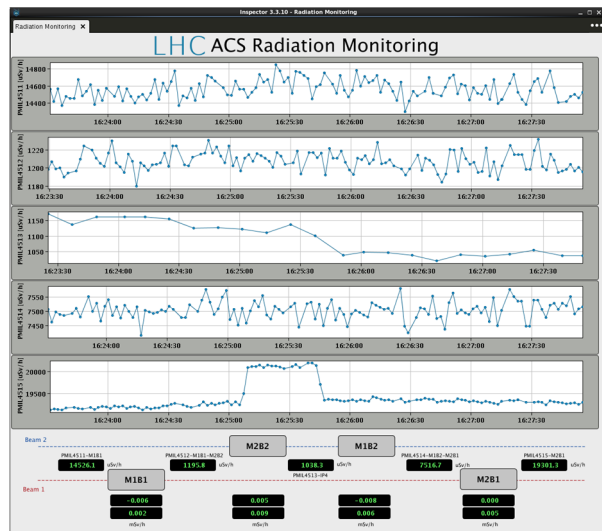 Inspector 3.3.10 - Radiation Monitoring
Radiation Monitoring
LHC ACS Radiation Monitoring
PMIL4511 [uSv/h]
14800
14600
14400
16:24:00 16:24:30 16:25:00 16:25:30 16:26:00 16:26:30 16:27:00 16:27:30
PMIL4512 [uSv/h]
1220
1200
1180
16:23:30 16:24:00 16:24:30 16:25:00 16:25:30 16:26:00 16:26:30 16:27:00 16:27:30
PMIL4513 [uSv/h]
1150
1100
1050
16:23:30 16:24:00 16:24:30 16:25:00 16:25:30 16:26:00 16:26:30 16:27:00 16:27:30
PMIL4514 [uSv/h]
7550
7500
7450
16:24:00 16:24:30 16:25:00 16:25:30 16:26:00 16:26:30 16:27:00 16:27:30
PMIL4515 [uSv/h]
20000
19500
16:24:00 16:24:30 16:25:00 16:25:30 16:26:00 16:26:30 16:27:00 16:27:30
Beam 2
M2B2 M1B2
PMIL4511-M1B1 PMIL4512-M1B1-M2B2 PMIL4514-M1B2-M2B1 PMIL4515-M2B1
14526.1 uSv/h 1195.8 uSv/h 1038.3 uSv/h 7516.7 uSv/h 19301.3 uSv/h
PMIL4513-IP4
M1B1 M2B1
Beam 1
-0.006 0.005 -0.008 0.000
0.002 0.009 0.006 0.005
mSv/h mSv/h mSv/h mSv/h